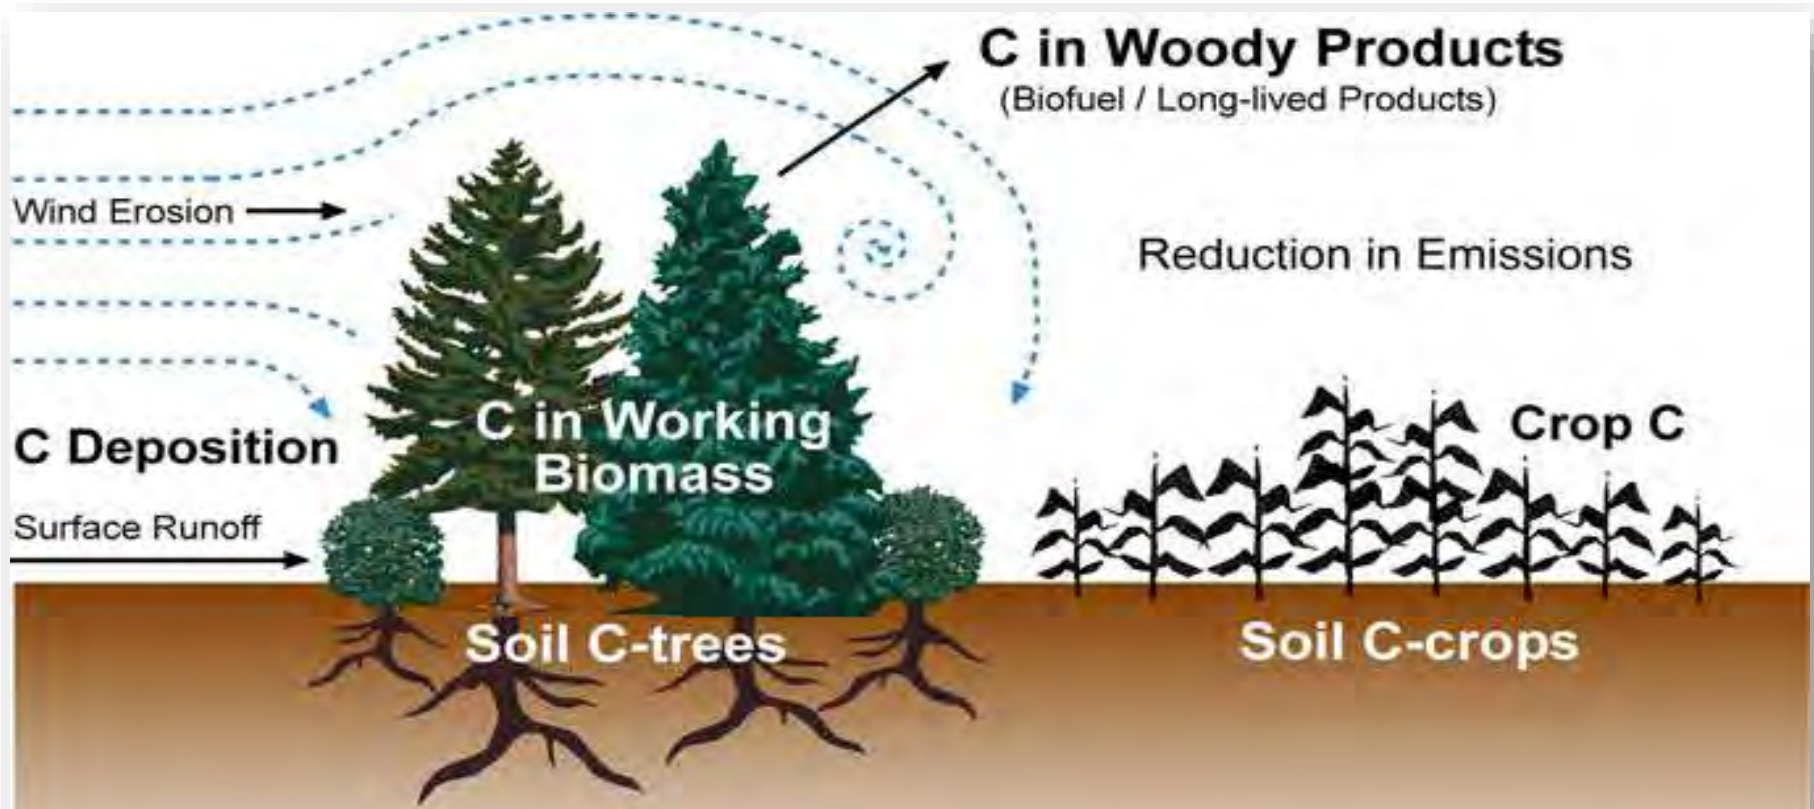 C in Woody Products
(Biofuel / Long-lived Products)
Wind Erosion
Reduction in Emissions
C in Working
Biomass
Crop C
C Deposition
Surface Runoff
Soil C-trees
Soil C-crops